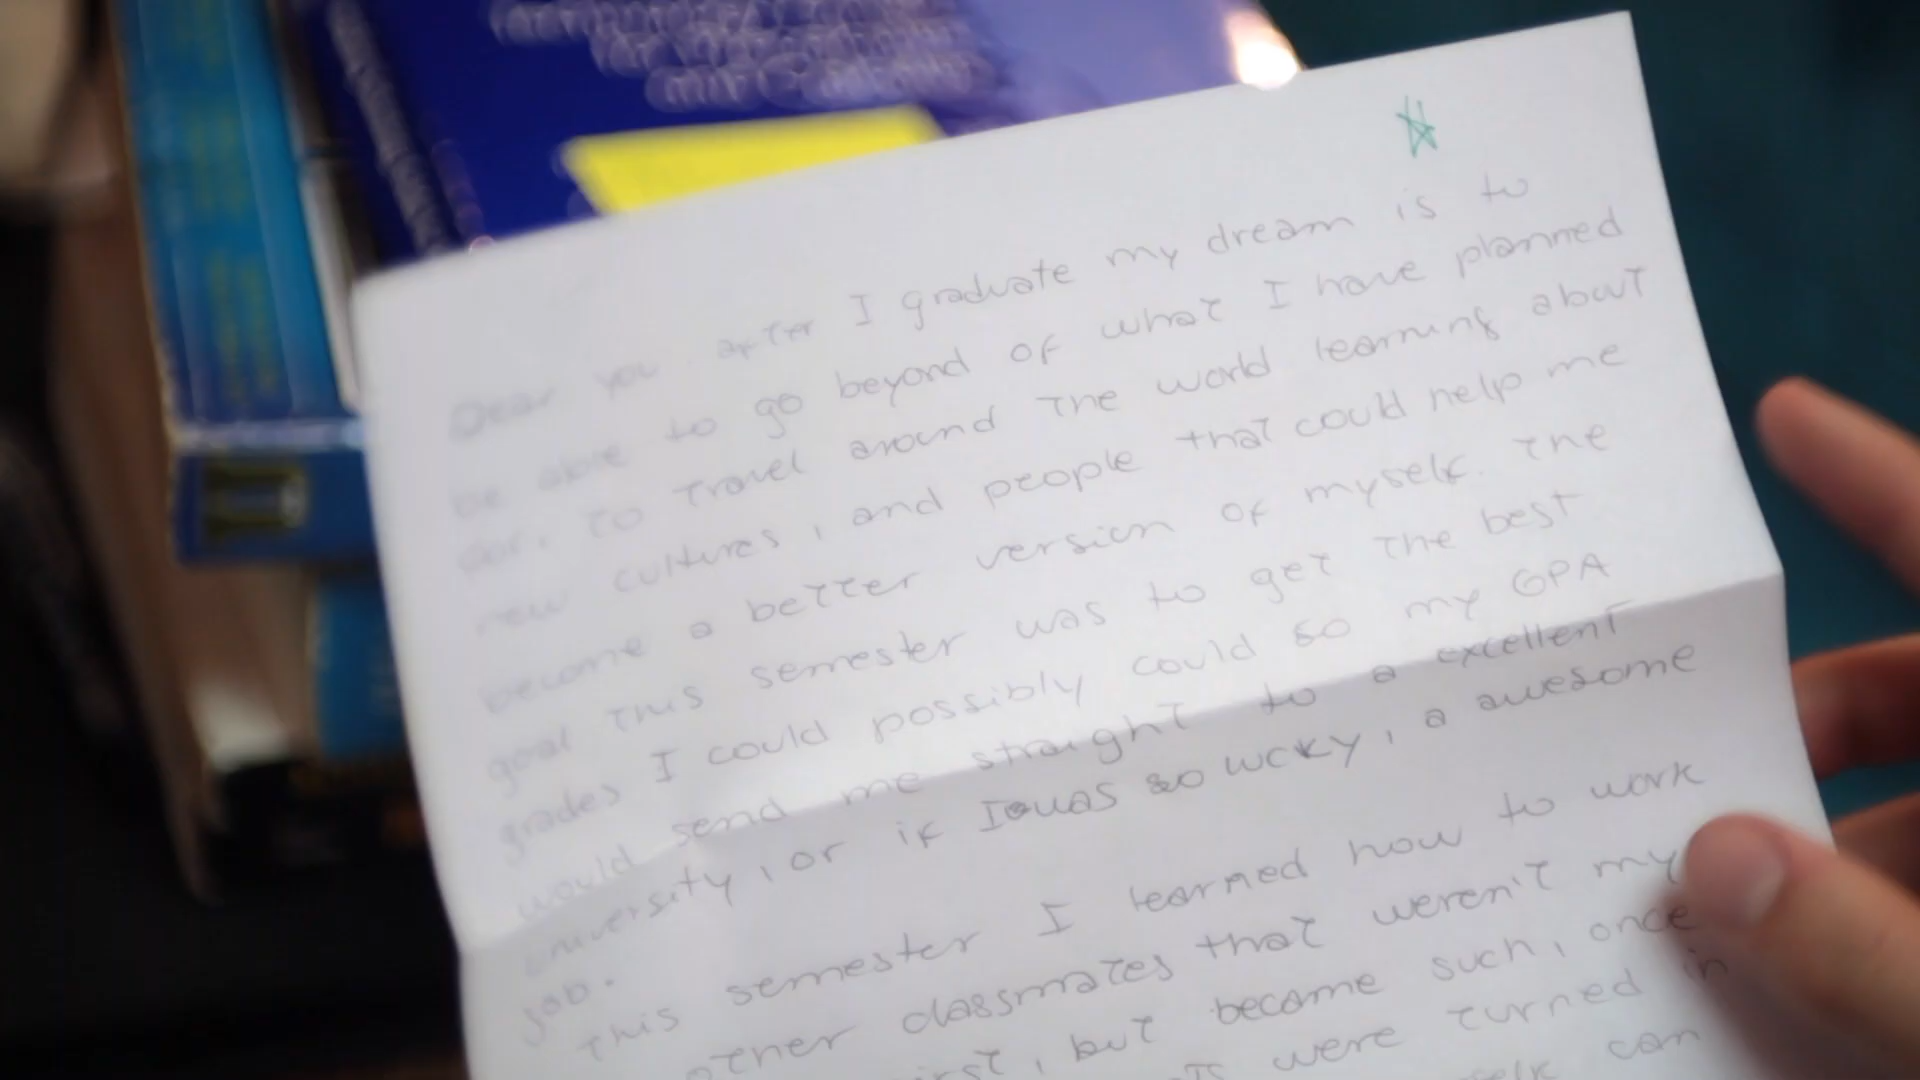 Dear you after I graduate my dream is to
be able to go beyond of what I have planned
for. To travel around the world learning about
new cultures, and people that could help me
become a better version of myself. The
goal this semester was to get the best
grades I could possibly could so my GPA
would send me straight to a excellent
university, or if I was so lucky, a awesome
job.
This semester I learned how to work
other classmates that weren't my
but become such, once
were turned in
can